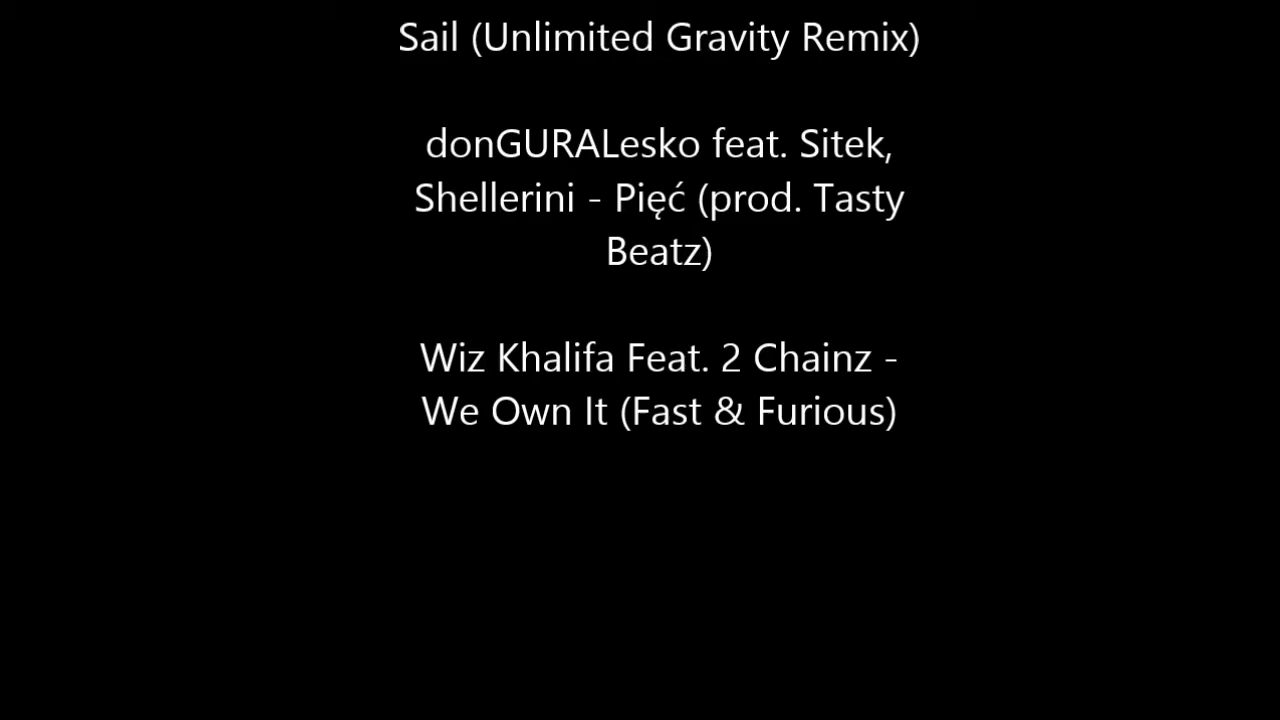 Sail (Unlimited Gravity Remix)
donGURALesko feat. Sitek,
Shellerini - Pięć (prod. Tasty
Beatz)
Wiz Khalifa Feat. 2 Chainz -
We Own It (Fast & Furious)